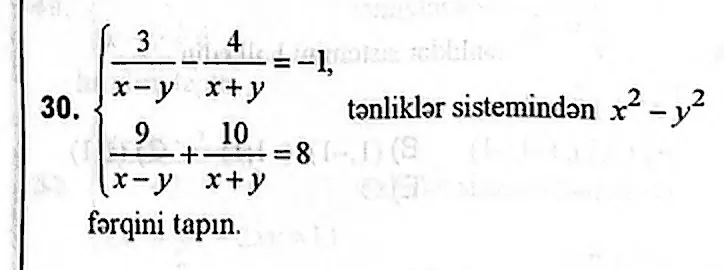 30. { 3/(x−y) − 4/(x+y) = −1,
9/(x−y) + 10/(x+y) = 8
tənliklər sistemindən x² − y²
fərqini tapın.